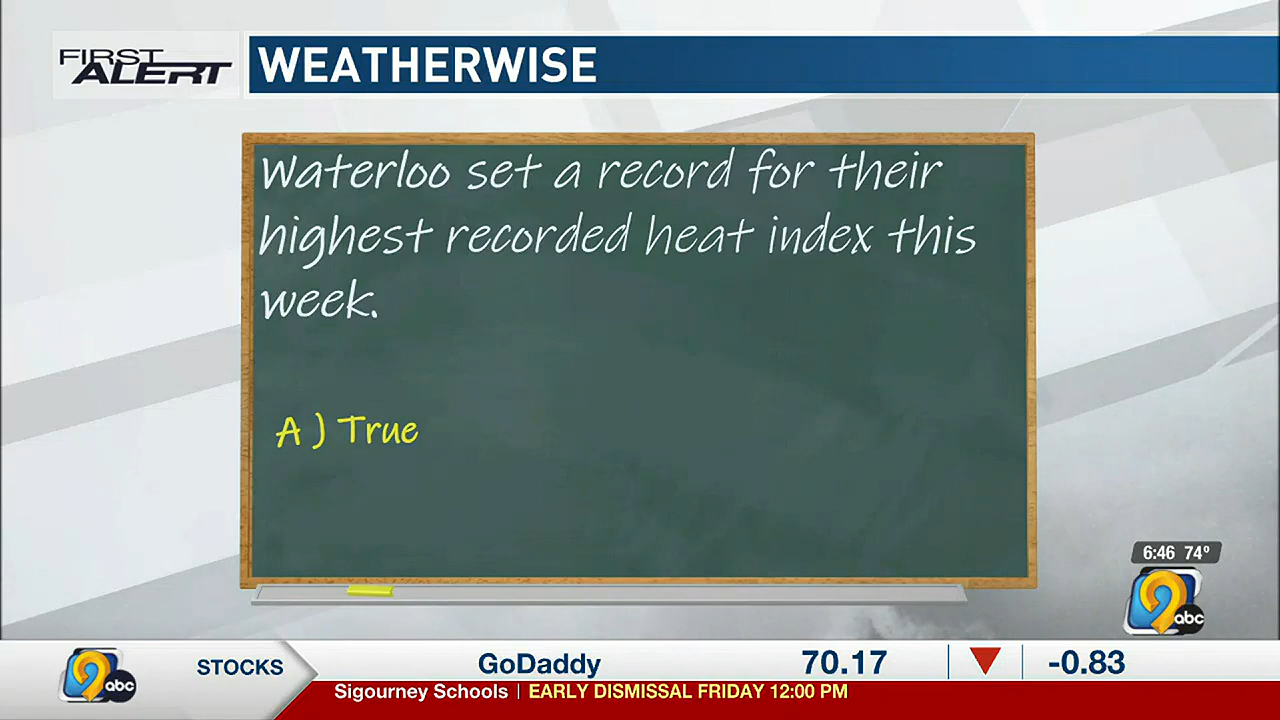 FIRST
ALERT
WEATHERWISE
Waterloo set a record for their
highest recorded heat index this
week.
A ) True
6:46 74º
9
abc
9
abc
STOCKS
GoDaddy
70.17
-0.83
Sigourney Schools | EARLY DISMISSAL FRIDAY 12:00 PM